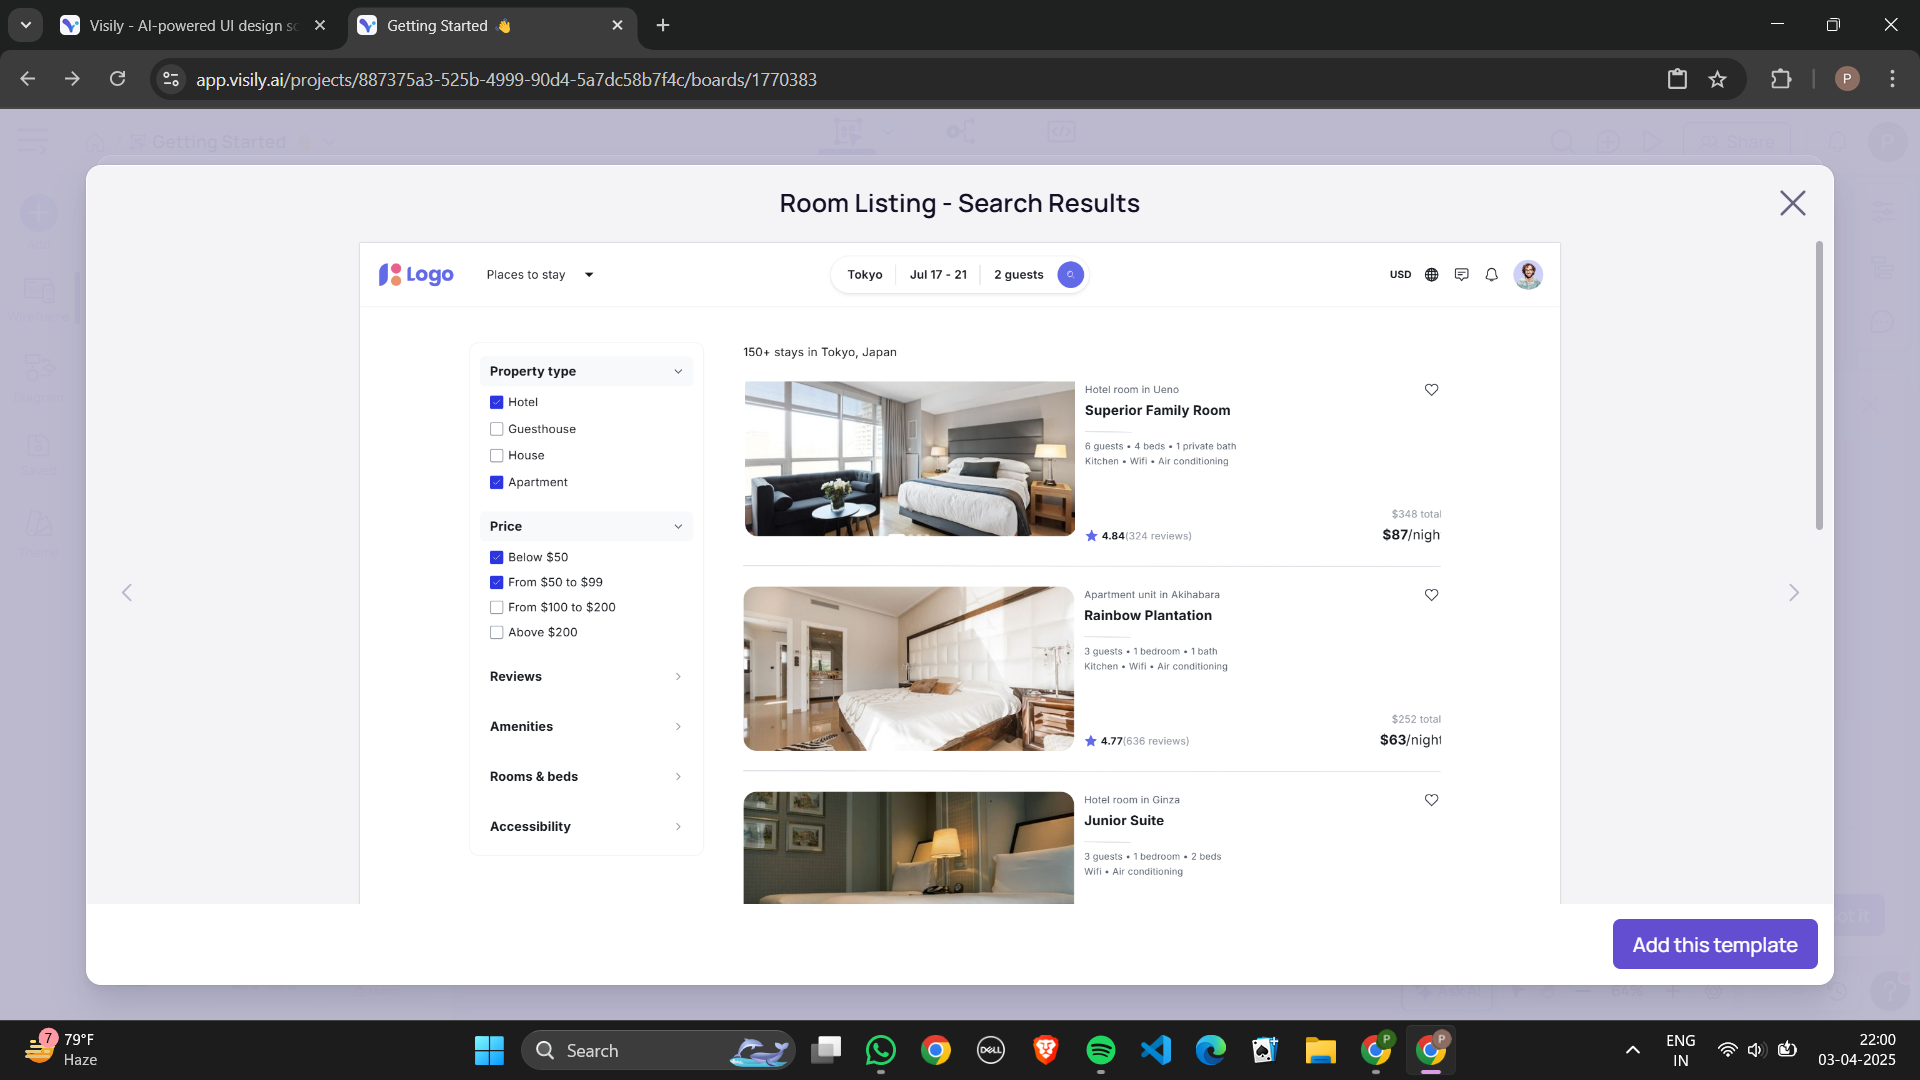 Visily - AI-powered UI design so
Getting Started 👋
app.visily.ai/projects/887375a3-525b-4999-90d4-5a7dc58b7f4c/boards/1770383
P
Getting Started
Share
Room Listing - Search Results
Logo
Places to stay
Tokyo
Jul 17 - 21
2 guests
USD
Property type
Hotel
Guesthouse
House
Apartment
Price
Below $50
From $50 to $99
From $100 to $200
Above $200
Reviews
Amenities
Rooms & beds
Accessibility
150+ stays in Tokyo, Japan
Hotel room in Ueno
Superior Family Room
6 guests • 4 beds • 1 private bath
Kitchen • Wifi • Air conditioning
$348 total
4.84(324 reviews)
$87/nigh
Apartment unit in Akihabara
Rainbow Plantation
3 guests • 1 bedroom • 1 bath
Kitchen • Wifi • Air conditioning
$252 total
4.77(636 reviews)
$63/night
Hotel room in Ginza
Junior Suite
3 guests • 1 bedroom • 2 beds
Wifi • Air conditioning
Add this template
7
79°F
Haze
Search
DELL
P
P
ENG
IN
22:00
03-04-2025